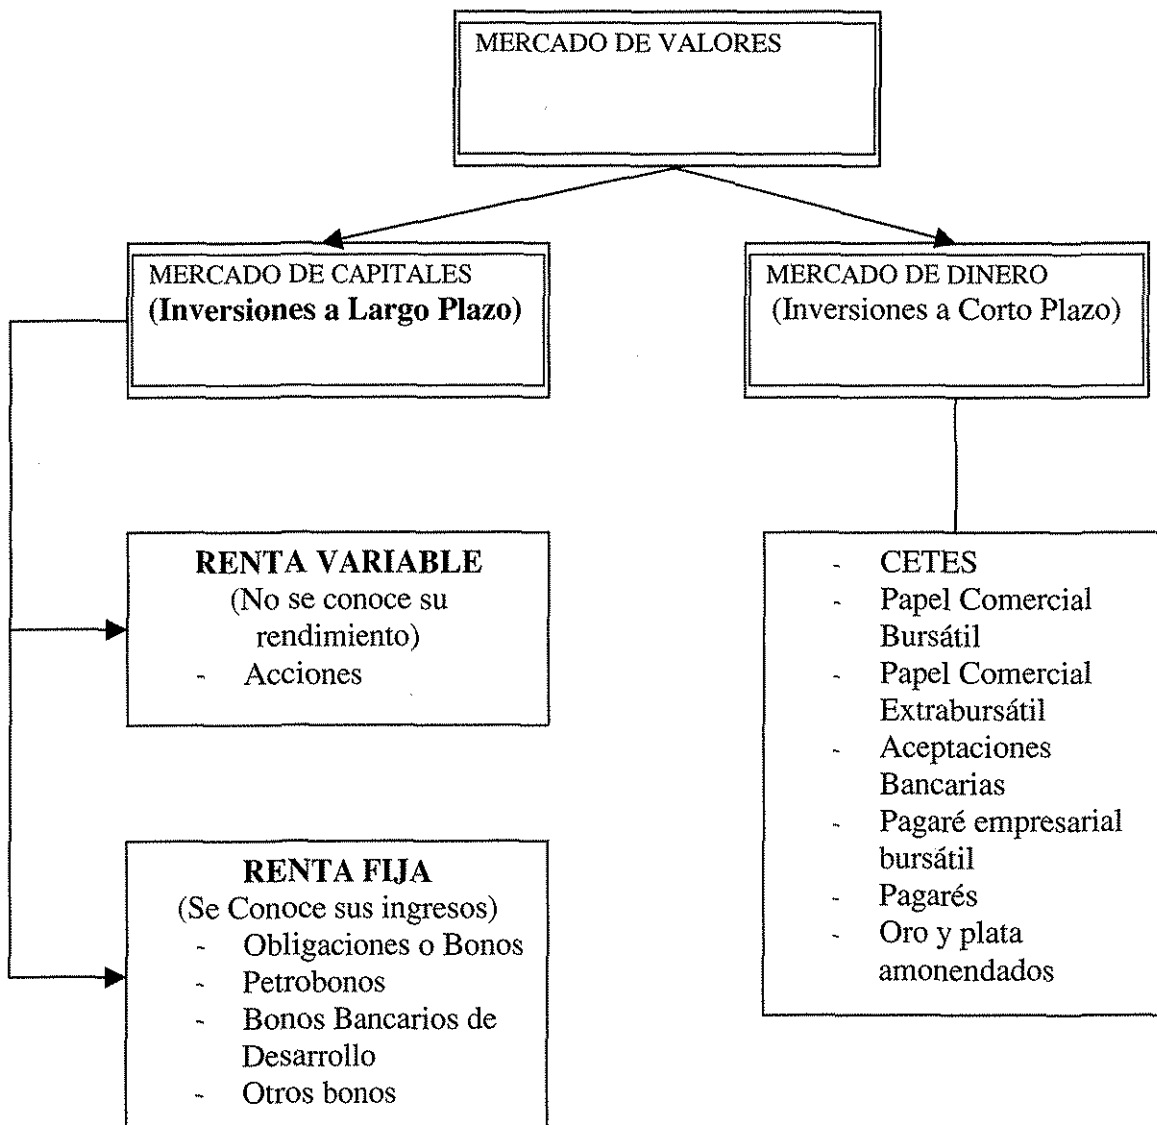 MERCADO DE VALORES
MERCADO DE CAPITALES
(Inversiones a Largo Plazo)
MERCADO DE DINERO
(Inversiones a Corto Plazo)
RENTA VARIABLE
(No se conoce su
rendimiento)
- Acciones
RENTA FIJA
(Se Conoce sus ingresos)
- Obligaciones o Bonos
- Petrobonos
- Bonos Bancarios de
Desarrollo
- Otros bonos
- CETES
- Papel Comercial
Bursátil
- Papel Comercial
Extrabursátil
- Aceptaciones
Bancarias
- Pagaré empresarial
bursátil
- Pagarés
- Oro y plata
amonendados